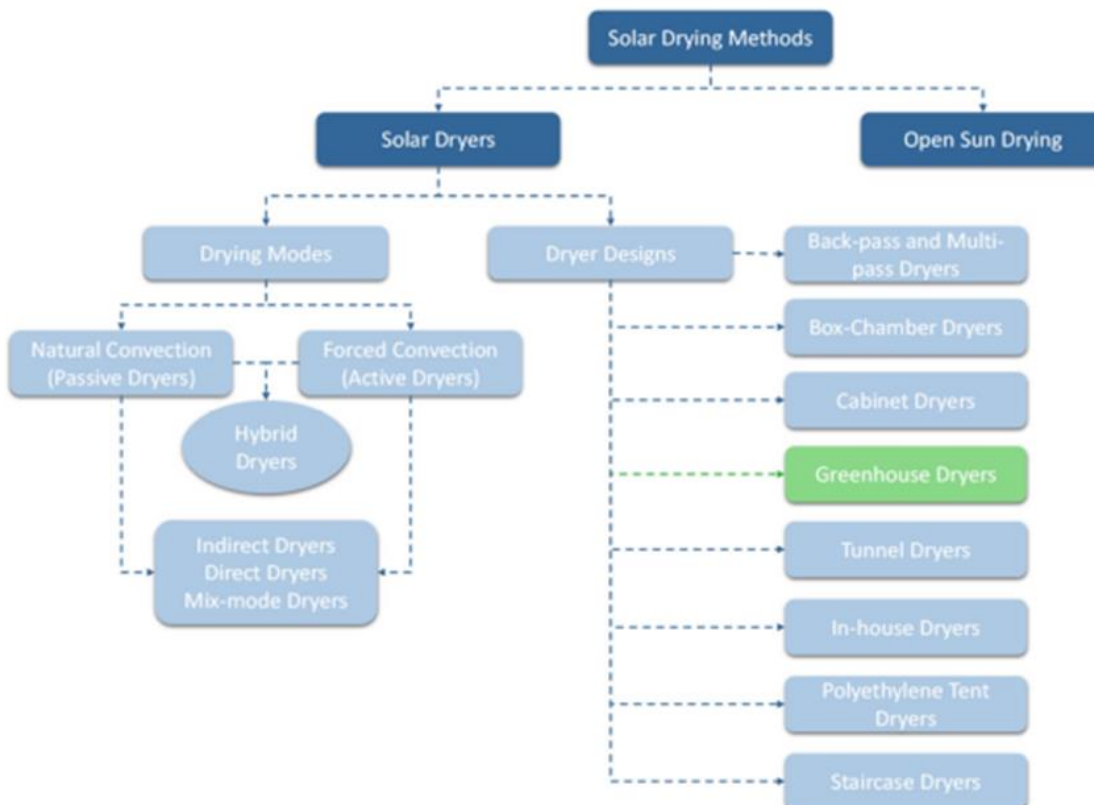 Solar Drying Methods
Solar Dryers
Open Sun Drying
Drying Modes
Dryer Designs
Back-pass and Multi-
pass Dryers
Natural Convection
(Passive Dryers)
Forced Convection
(Active Dryers)
Box-Chamber Dryers
Cabinet Dryers
Hybrid
Dryers
Greenhouse Dryers
Indirect Dryers
Direct Dryers
Mix-mode Dryers
Tunnel Dryers
In-house Dryers
Polyethylene Tent
Dryers
Staircase Dryers